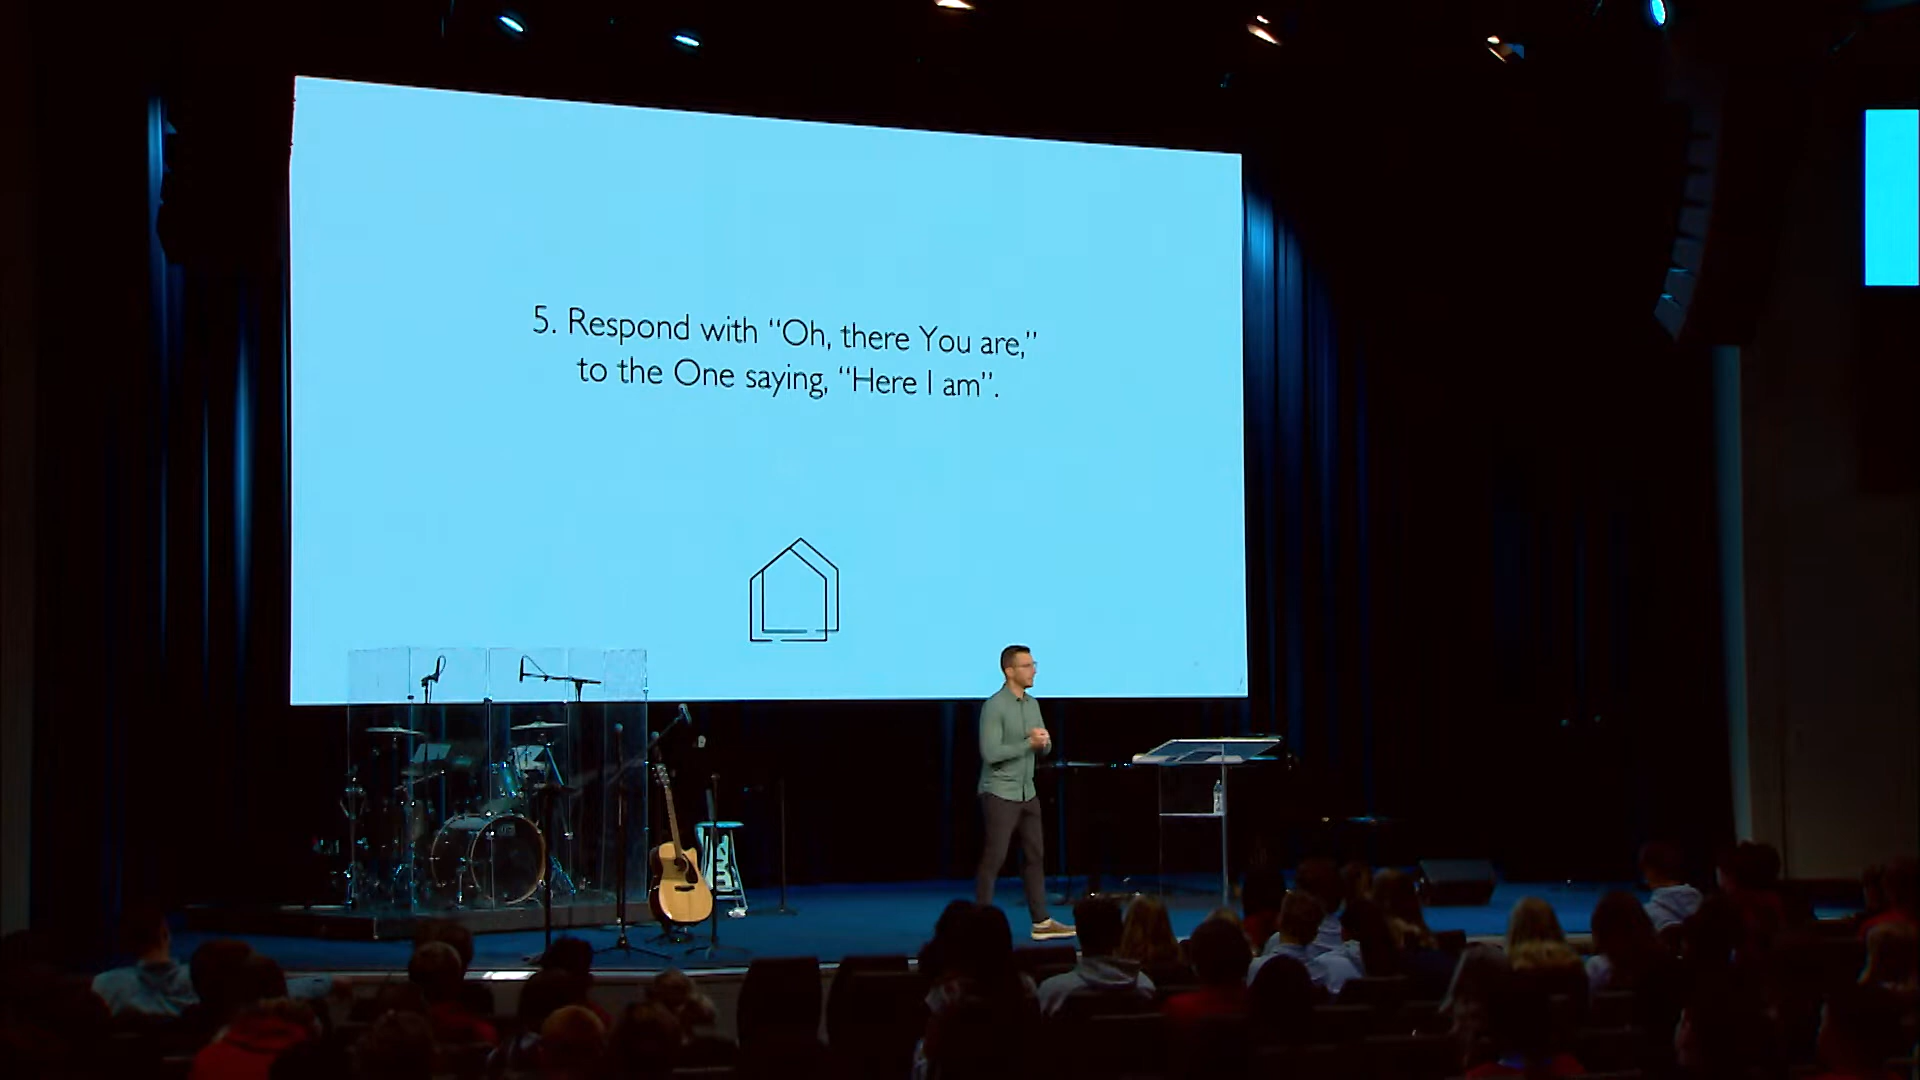 5. Respond with “Oh, there You are,”
to the One saying, “Here I am”.